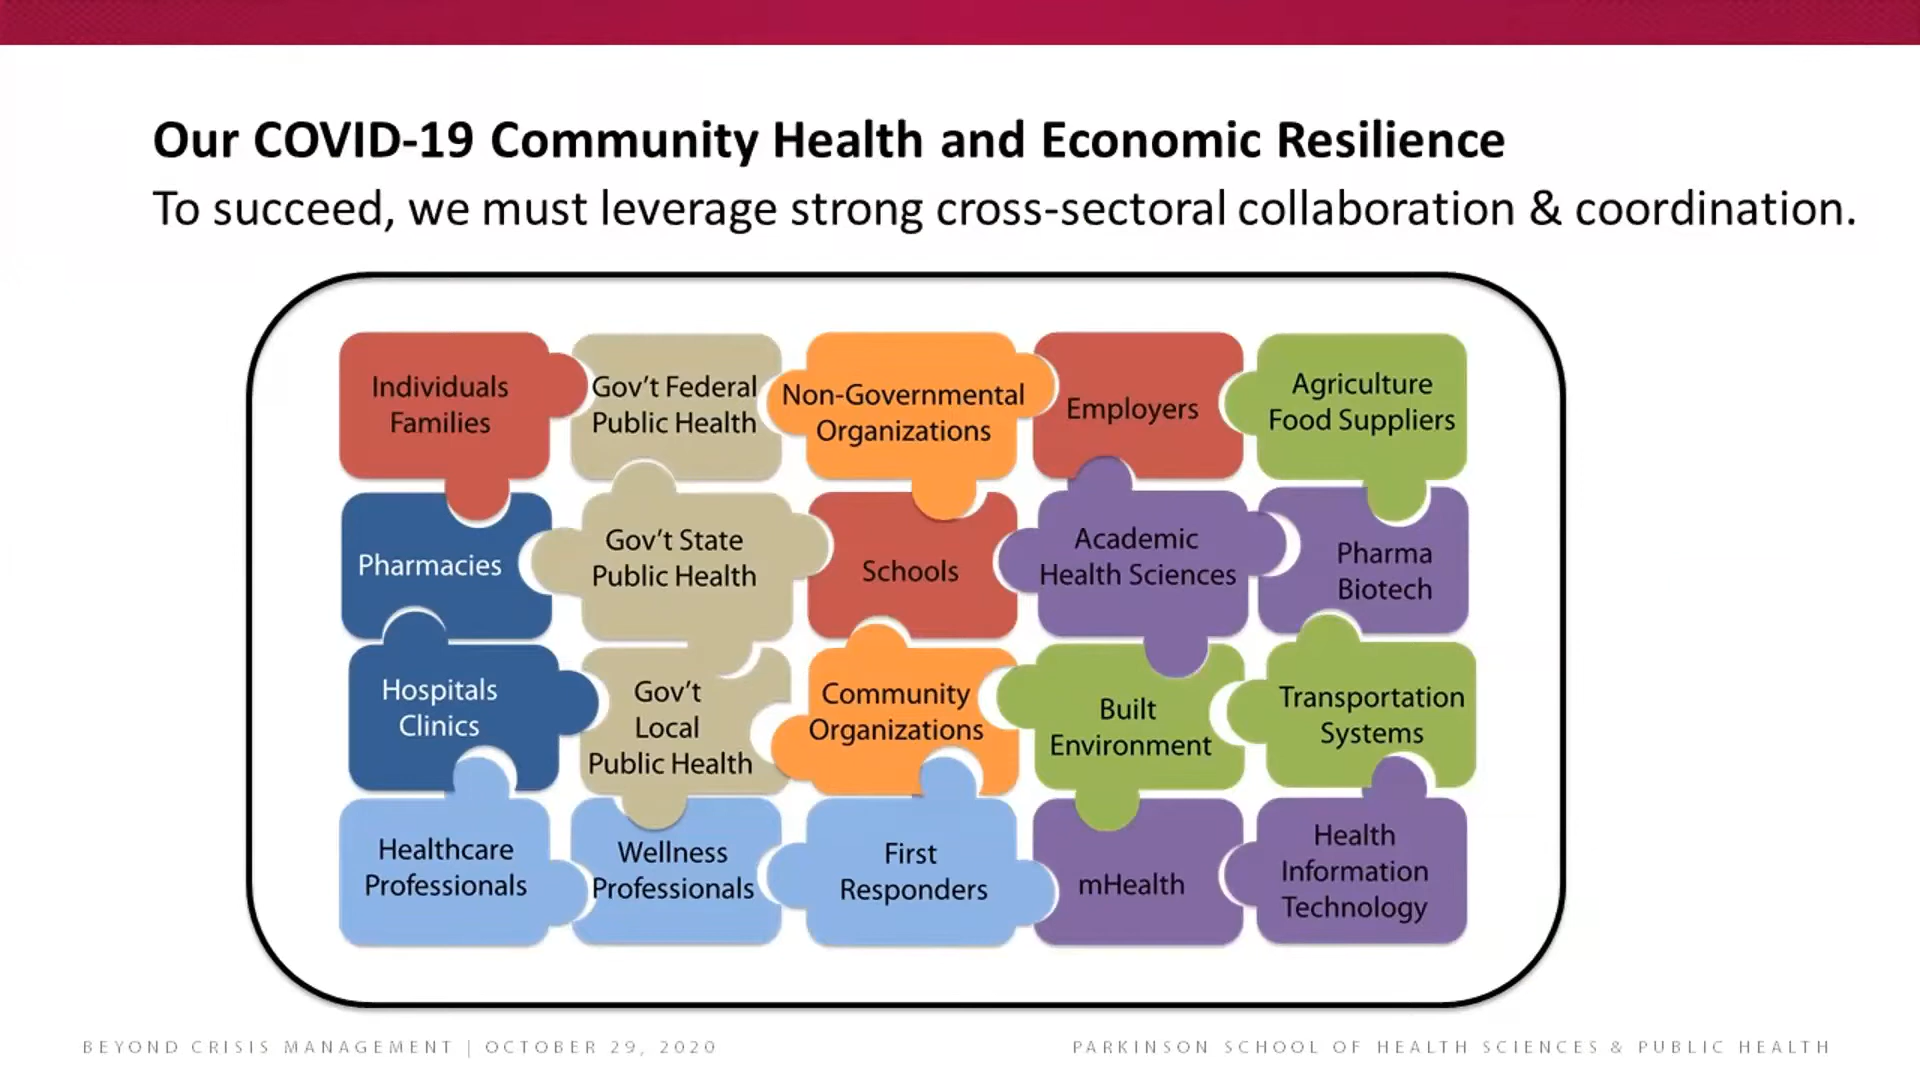 Our COVID-19 Community Health and Economic Resilience
To succeed, we must leverage strong cross-sectoral collaboration & coordination.
Individuals
Families
Gov't Federal
Public Health
Non-Governmental
Organizations
Employers
Agriculture
Food Suppliers
Pharmacies
Gov't State
Public Health
Schools
Academic
Health Sciences
Pharma
Biotech
Hospitals
Clinics
Gov't
Local
Public Health
Community
Organizations
Built
Environment
Transportation
Systems
Healthcare
Professionals
Wellness
Professionals
First
Responders
mHealth
Health
Information
Technology
BEYOND CRISIS MANAGEMENT | OCTOBER 29, 2020
PARKINSON SCHOOL OF HEALTH SCIENCES & PUBLIC HEALTH